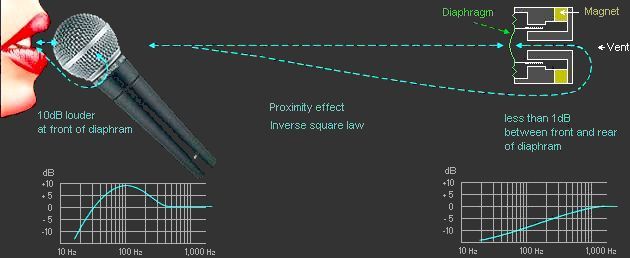 Diaphragm
Magnet
Vent
10dB louder
at front of diaphram
Proximity effect
Inverse square law
less than 1dB
between front and rear
of diaphram
dB
+10
+5
0
-5
-10
10 Hz
100 Hz
1,000 Hz
dB
+10
+5
0
-5
-10
10 Hz
100 Hz
1,000 Hz